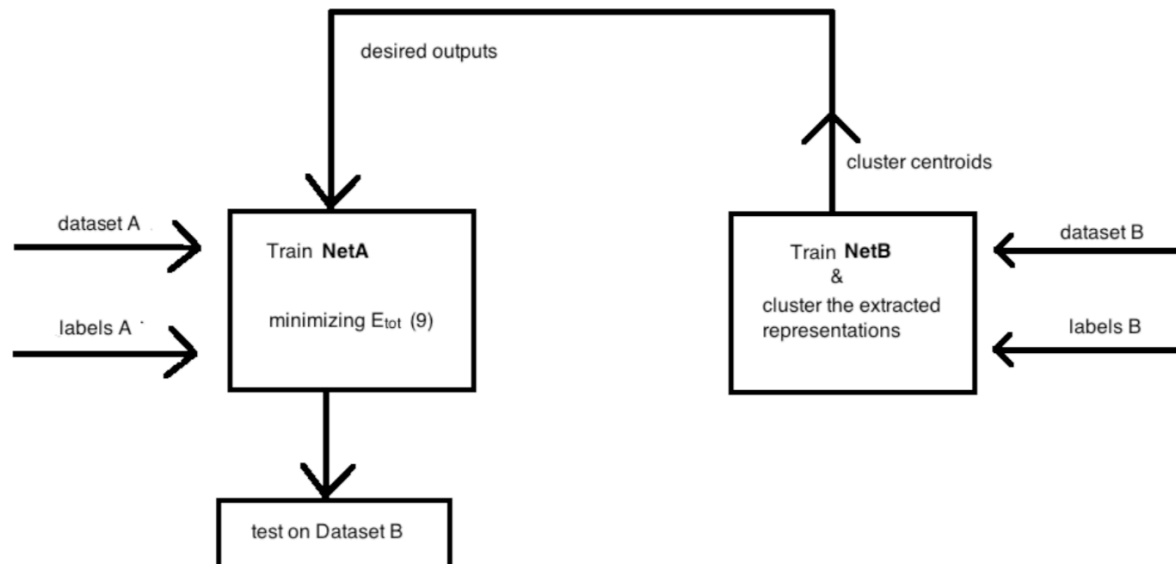 desired outputs
cluster centroids
dataset A
labels A
Train NetA
minimizing Etot (9)
Train NetB
&
cluster the extracted
representations
dataset B
labels B
test on Dataset B